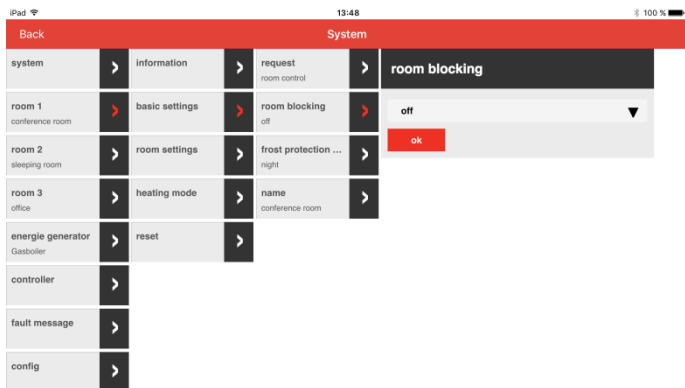 iPad 13:48 100 %
Back System
system
room 1
conference room
room 2
sleeping room
room 3
office
energie generator
Gasboiler
controller
fault message
config
information
basic settings
room settings
heating mode
reset
request
room control
room blocking
off
frost protection ...
night
name
conference room
room blocking
off
ok